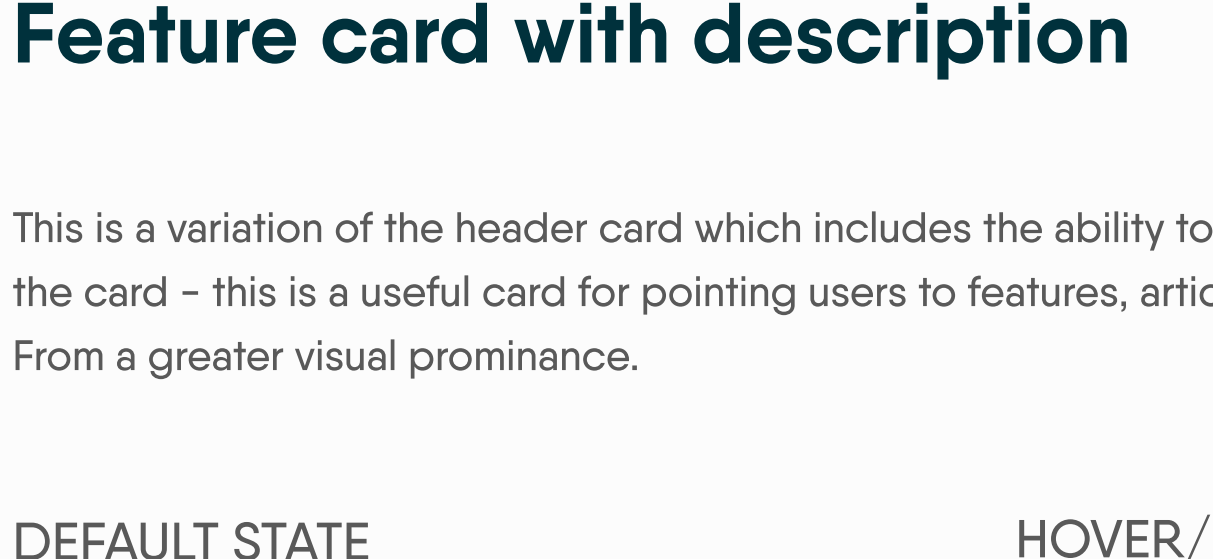 Feature card with description
This is a variation of the header card which includes the ability to
the card - this is a useful card for pointing users to features,
From a greater visual prominance.
DEFAULT STATE
HOVER/